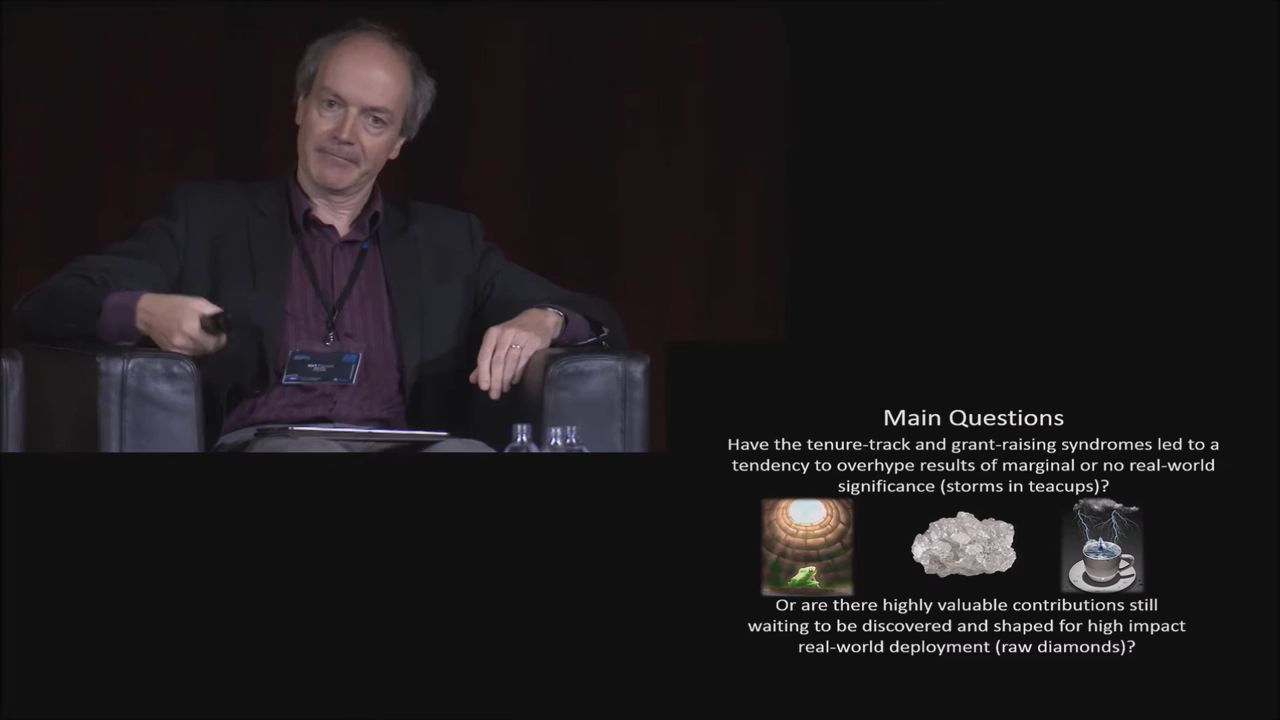 Main Questions
Have the tenure-track and grant-raising syndromes led to a
tendency to overhype results of marginal or no real-world
significance (storms in teacups)?
Or are there highly valuable contributions still
waiting to be discovered and shaped for high impact
real-world deployment (raw diamonds)?